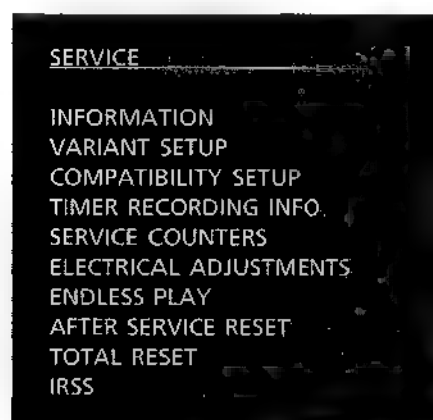 SERVICE
INFORMATION
VARIANT SETUP
COMPATIBILITY SETUP
TIMER RECORDING INFO.
SERVICE COUNTERS
ELECTRICAL ADJUSTMENTS
ENDLESS PLAY
AFTER SERVICE RESET
TOTAL RESET
IRSS